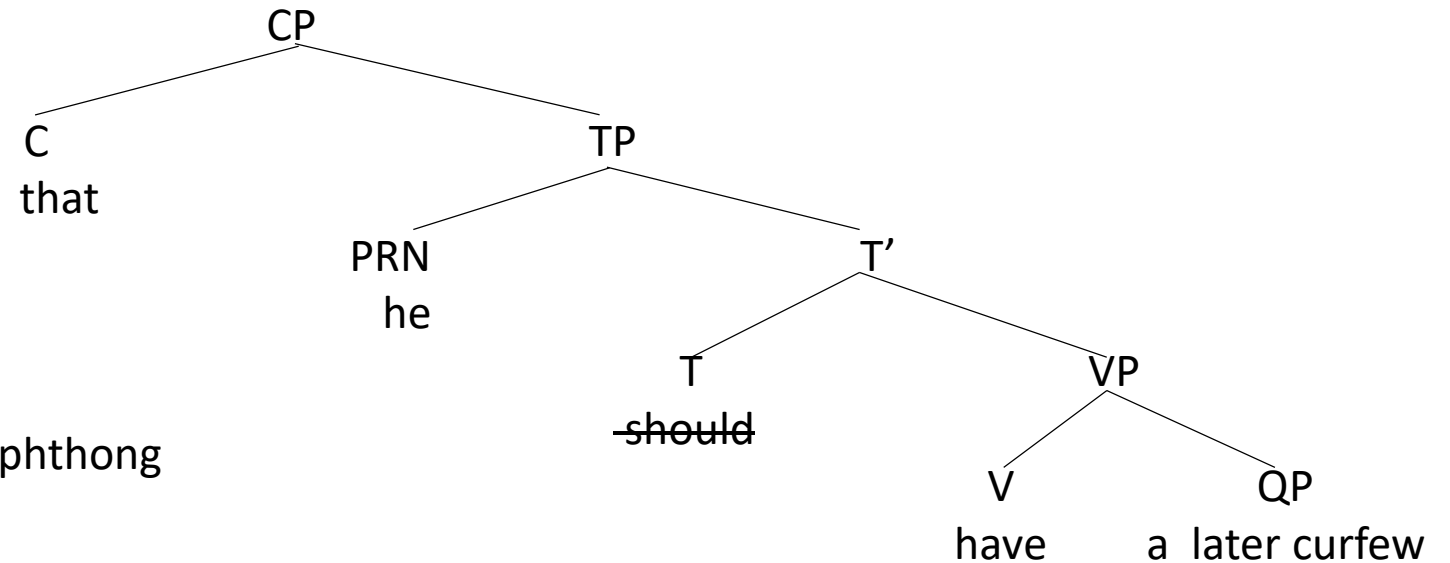 CP
C TP
that
PRN T’
he
T VP
should
phthong
V QP
have a later curfew